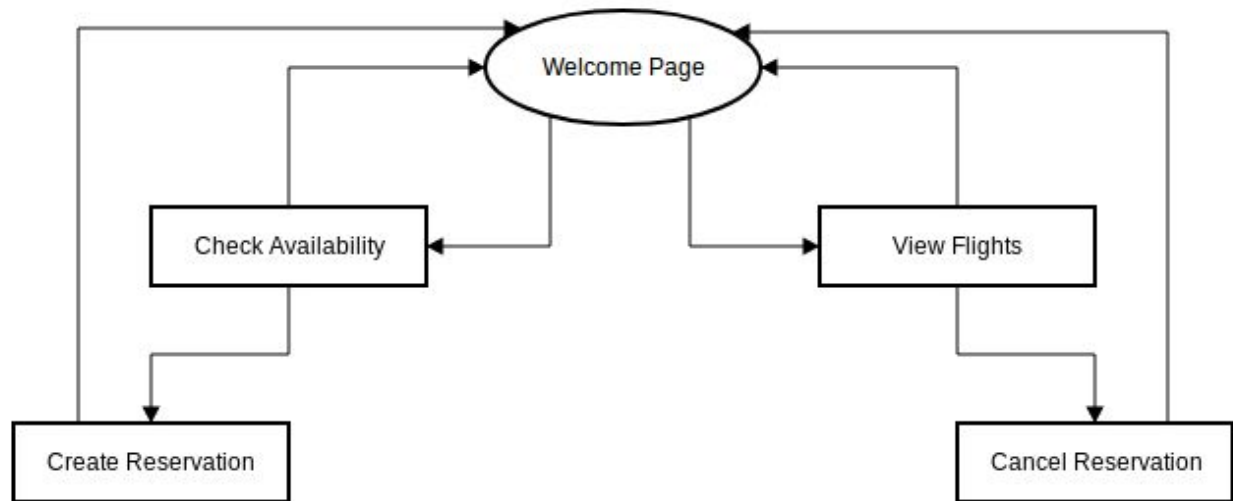 Welcome Page
Check Availability
View Flights
Create Reservation
Cancel Reservation